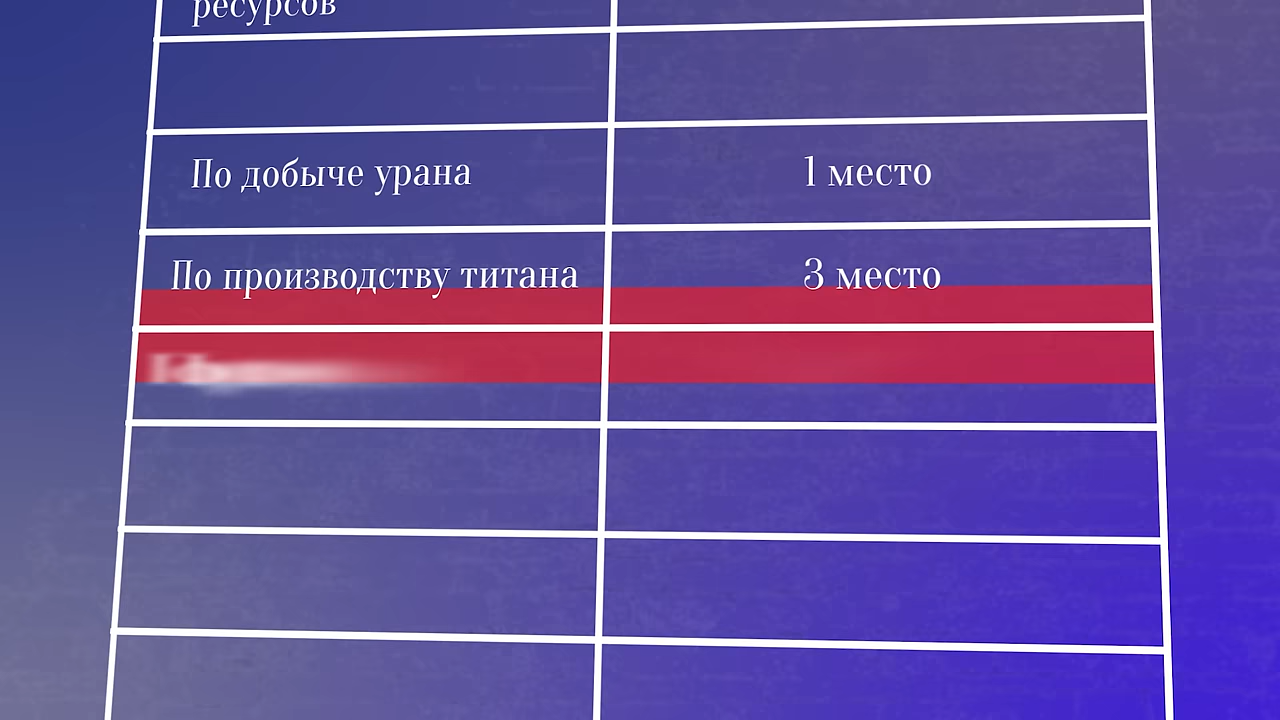 ресурсов
По добыче урана 1 место
По производству титана 3 место